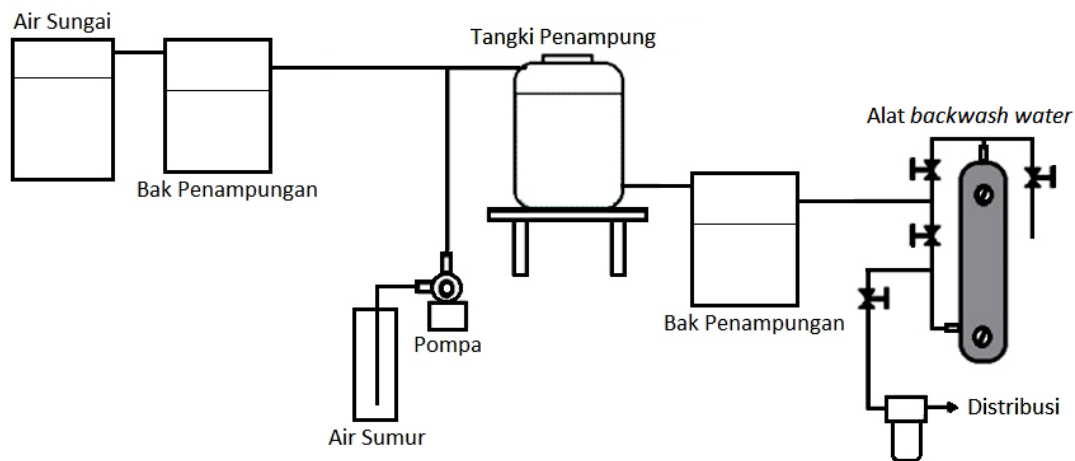 Air Sungai
Tangki Penampung
Alat backwash water
Bak Penampungan
Bak Penampungan
Pompa
Distribusi
Air Sumur